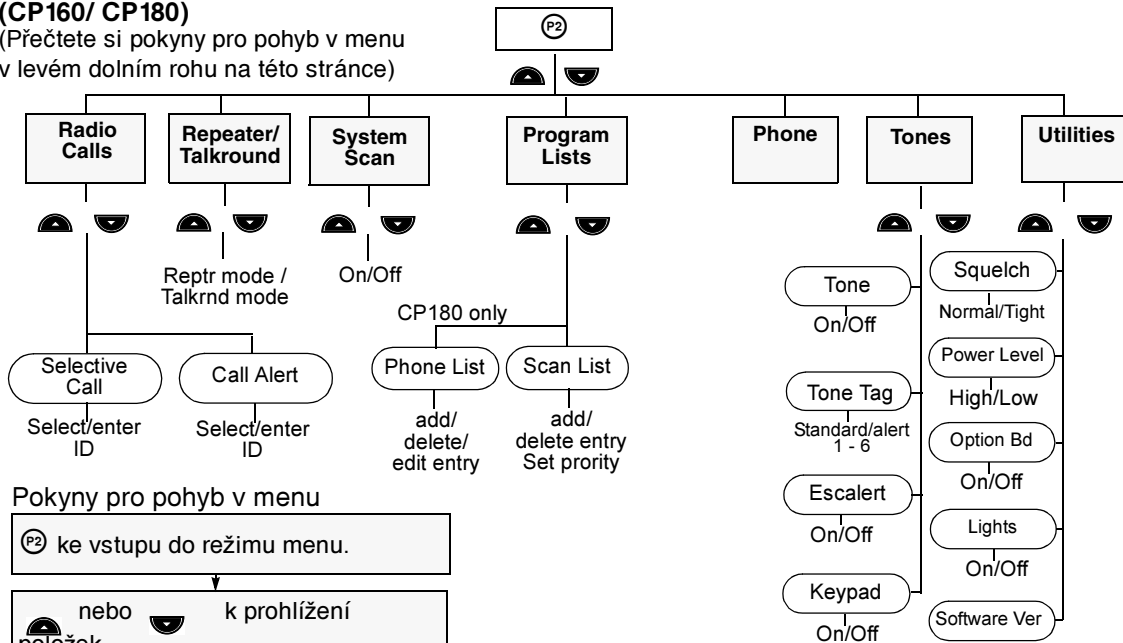 (CP160/ CP180)
(Přečtete si pokyny pro pohyb v menu
v levém dolním rohu na této stránce)
P2
Radio
Calls
Repeater/
Talkround
System
Scan
Program
Lists
Phone
Tones
Utilities
Reptr mode /
Talkrnd mode
On/Off
CP180 only
Selective
Call
Select/enter
ID
Call Alert
Select/enter
ID
Phone List
add/
delete/
edit entry
Scan List
add/
delete entry
Set prority
Tone
On/Off
Tone Tag
Standard/alert
1 - 6
Escalert
On/Off
Keypad
On/Off
Squelch
Normal/Tight
Power Level
High/Low
Option Bd
On/Off
Lights
On/Off
Software Ver
Pokyny pro pohyb v menu
P2 ke vstupu do režimu menu.
nebo k prohlížení
položek